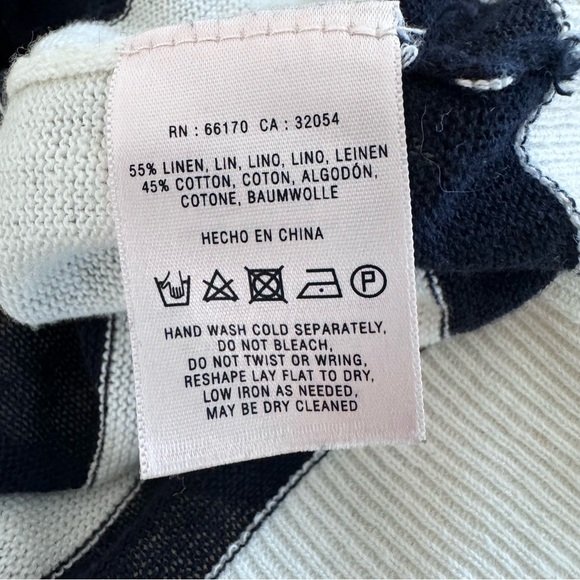 RN : 66170 CA : 32054
55% LINEN, LIN, LINO, LINO, LEINEN
45% COTTON, COTON, ALGODÓN,
COTONE, BAUMWOLLE
HECHO EN CHINA
P
HAND WASH COLD SEPARATELY,
DO NOT BLEACH,
DO NOT TWIST OR WRING,
RESHAPE LAY FLAT TO DRY,
LOW IRON AS NEEDED,
MAY BE DRY CLEANED